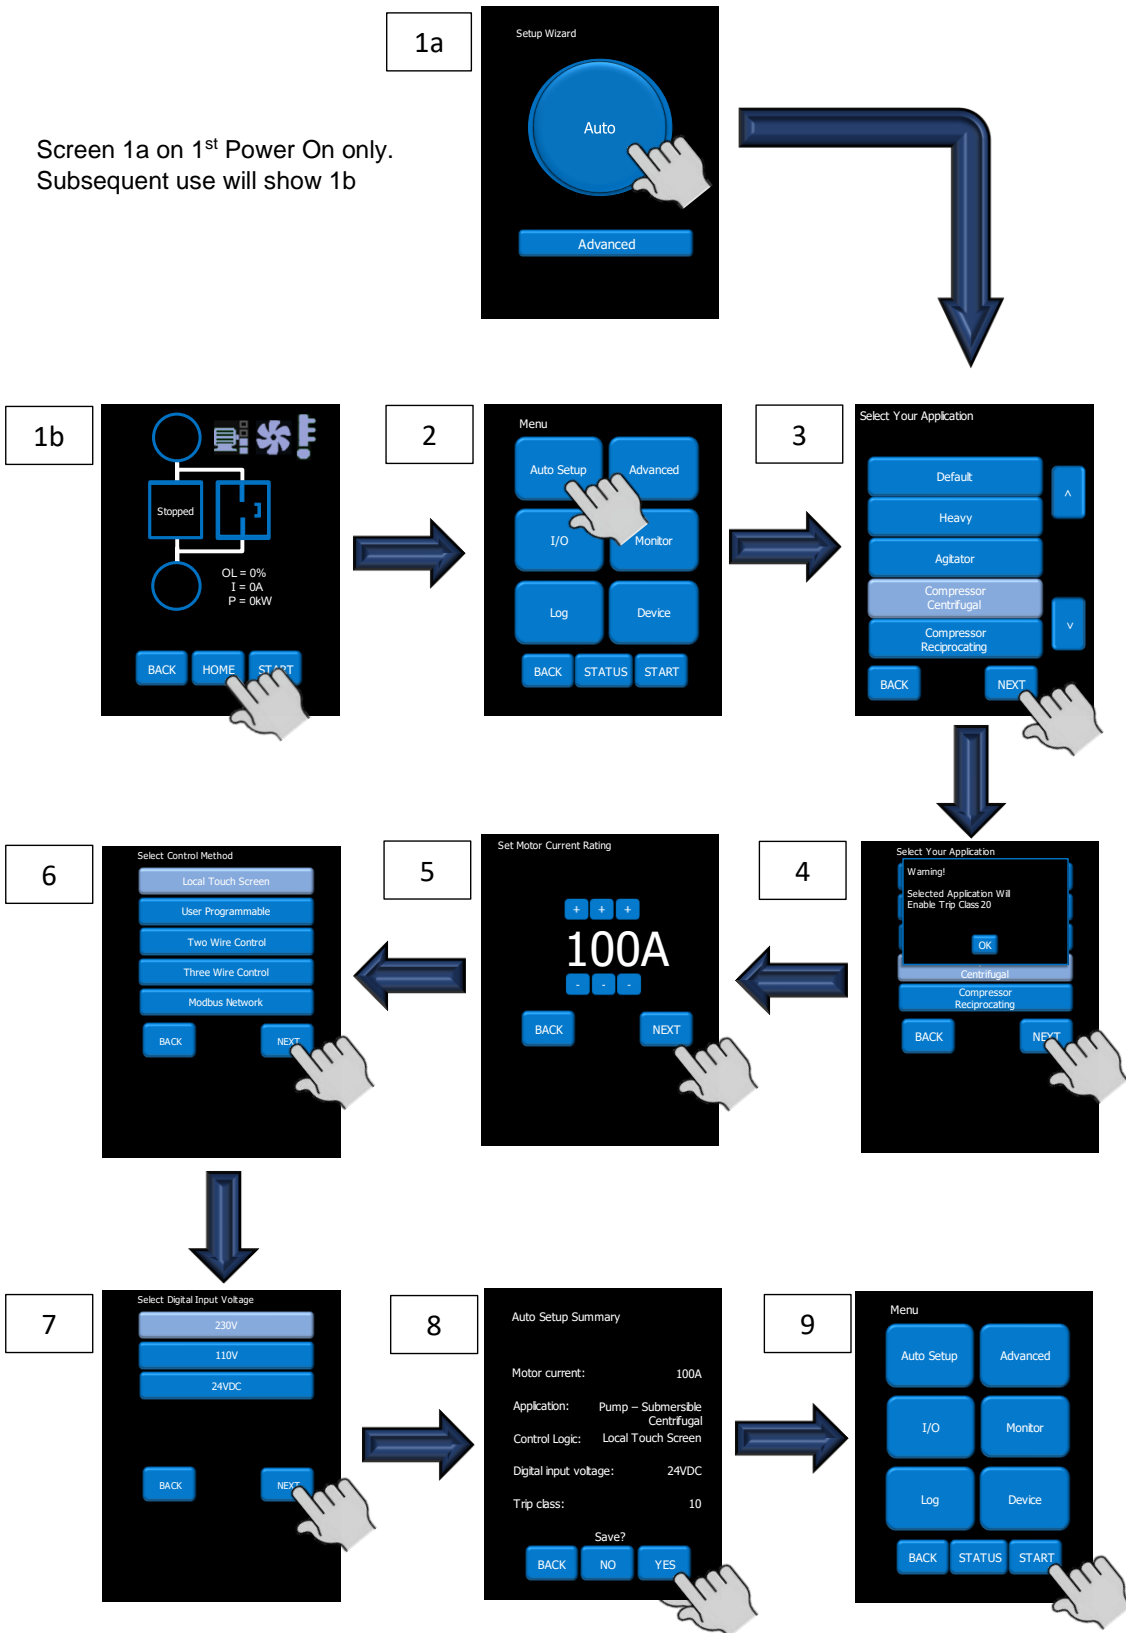 1a
Setup Wizard
Auto
Advanced
Screen 1a on 1st Power On only.
Subsequent use will show 1b
1b
Stopped
OL = 0%
I = 0A
P = 0kW
BACK HOME START
2
Menu
Auto Setup Advanced
I/O Monitor
Log Device
BACK STATUS START
3
Select Your Application
Default
Heavy
Agitator
Compressor
Centrifugal
Compressor
Reciprocating
^
v
BACK NEXT
6
Select Control Method
Local Touch Screen
User Programmable
Two Wire Control
Three Wire Control
Modbus Network
BACK NEXT
5
Set Motor Current Rating
+ + +
100A
- - -
BACK NEXT
4
Select Your Application
Warning!
Selected Application Will
Enable Trip Class 20
OK
Centrifugal
Compressor
Reciprocating
BACK NEXT
7
Select Digital Input Voltage
230V
110V
24VDC
BACK NEXT
8
Auto Setup Summary
Motor current: 100A
Application: Pump – Submersible
Centrifugal
Control Logic: Local Touch Screen
Digital input voltage: 24VDC
Trip class: 10
Save?
BACK NO YES
9
Menu
Auto Setup Advanced
I/O Monitor
Log Device
BACK STATUS START